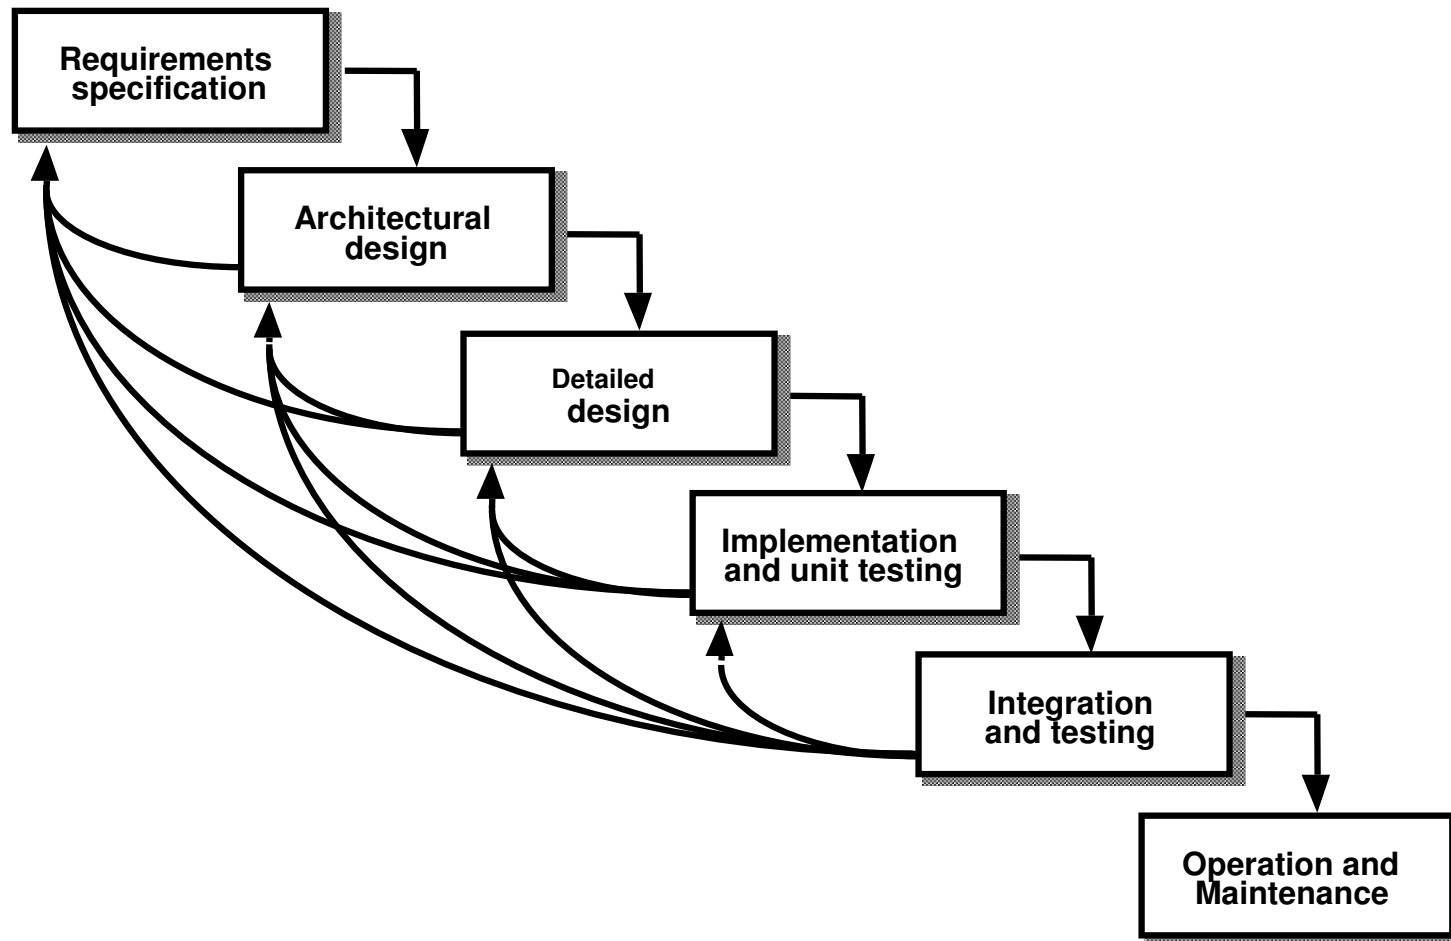 Requirements
specification
Architectural
design
Detailed
design
Implementation
and unit testing
Integration
and testing
Operation and
Maintenance